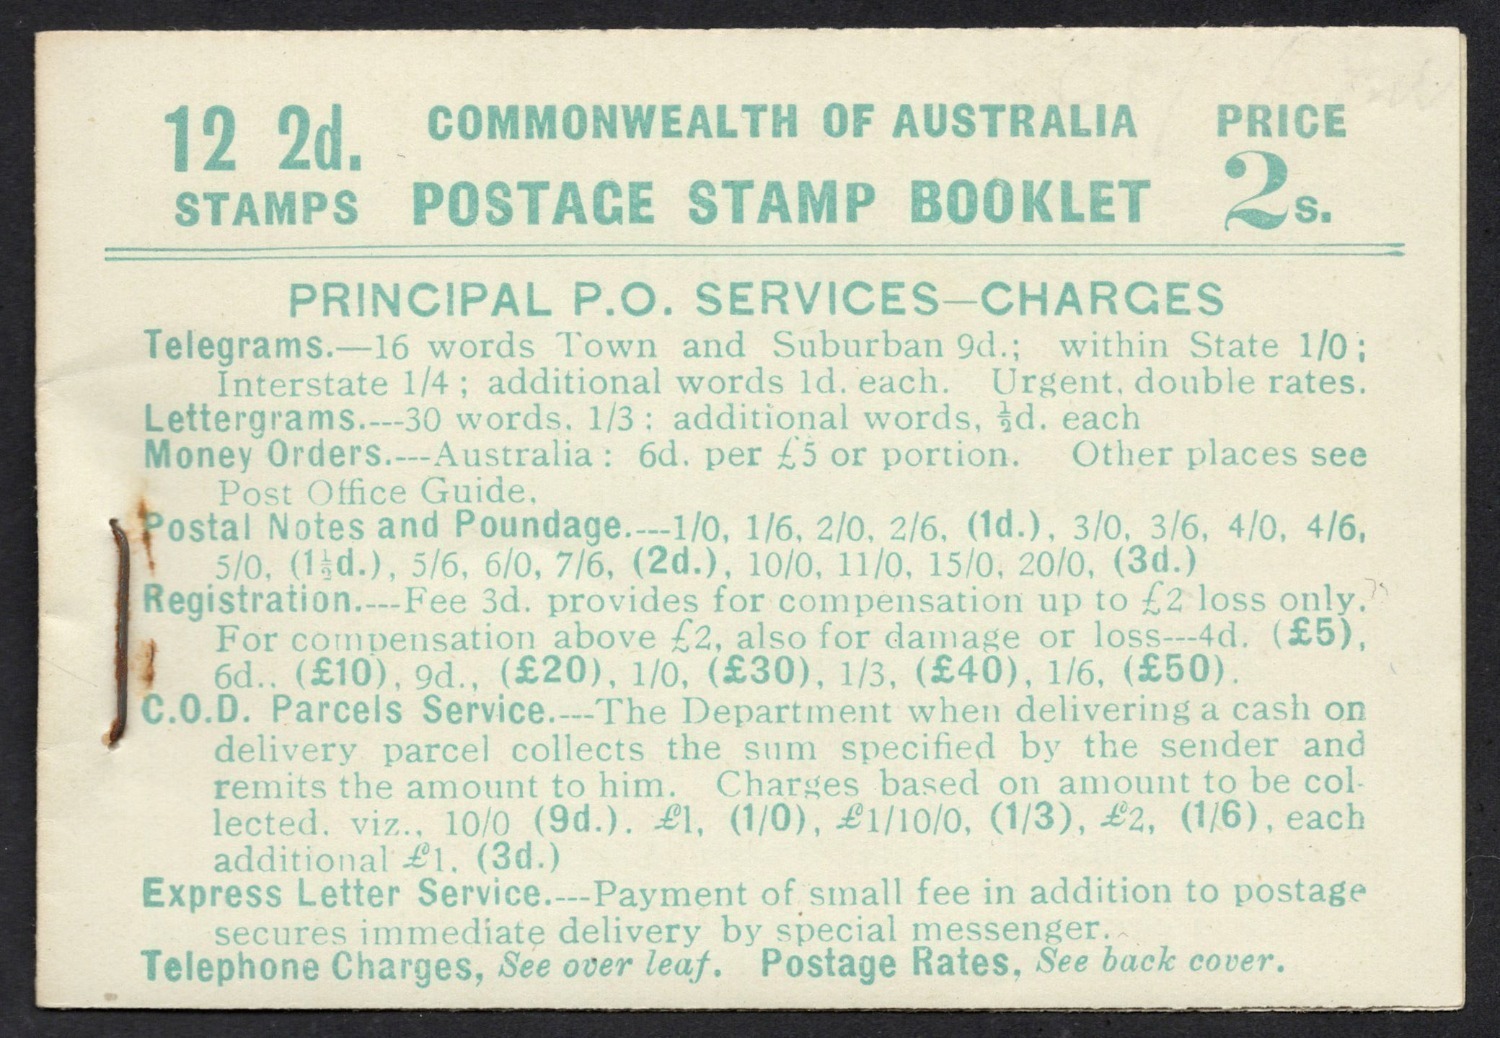 12 2d. COMMONWEALTH OF AUSTRALIA PRICE
STAMPS POSTAGE STAMP BOOKLET 2s.
PRINCIPAL P.O. SERVICES—CHARGES
Telegrams.—16 words Town and Suburban 9d.; within State 1/0;
Interstate 1/4; additional words 1d. each. Urgent, double rates.
Lettergrams.---30 words, 1/3: additional words, ½d. each
Money Orders.---Australia: 6d. per £5 or portion. Other places see
Post Office Guide.
Postal Notes and Poundage.---1/0, 1/6, 2/0, 2/6, (1d.), 3/0, 3/6, 4/0, 4/6,
5/0, (1½d.), 5/6, 6/0, 7/6, (2d.), 10/0, 11/0, 15/0, 20/0, (3d.)
Registration.---Fee 3d. provides for compensation up to £2 loss only.
For compensation above £2, also for damage or loss---4d. (£5),
6d., (£10), 9d., (£20), 1/0, (£30), 1/3, (£40), 1/6, (£50).
C.O.D. Parcels Service.---The Department when delivering a cash on
delivery parcel collects the sum specified by the sender and
remits the amount to him. Charges based on amount to be col-
lected. viz., 10/0 (9d.). £1, (1/0), £1/10/0, (1/3), £2, (1/6), each
additional £1. (3d.)
Express Letter Service.---Payment of small fee in addition to postage
secures immediate delivery by special messenger.
Telephone Charges, See over leaf. Postage Rates, See back cover.